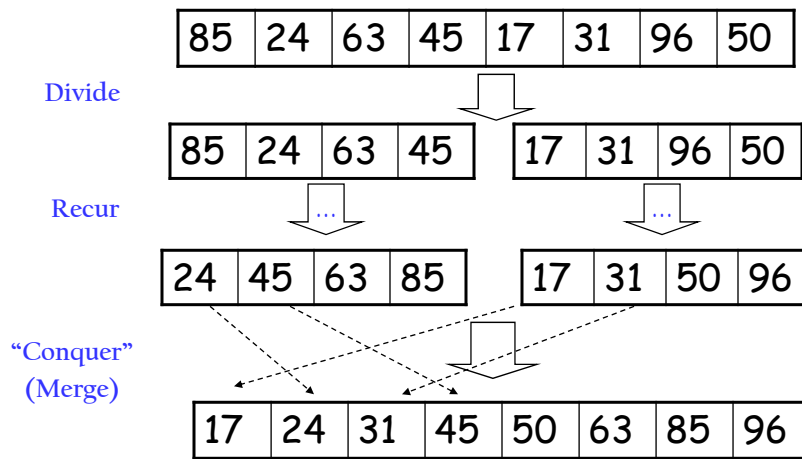 85 24 63 45 17 31 96 50
Divide
85 24 63 45 17 31 96 50
Recur ... ...
24 45 63 85 17 31 50 96
“Conquer”
(Merge)
17 24 31 45 50 63 85 96